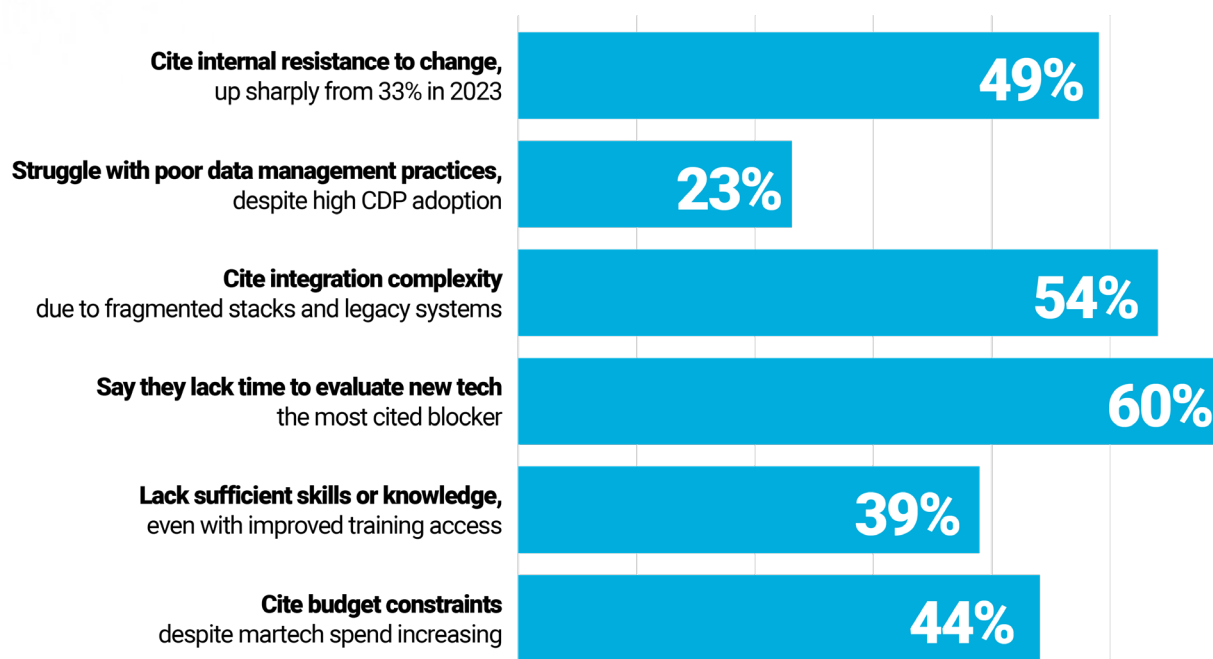 Cite internal resistance to change,
up sharply from 33% in 2023
49%
Struggle with poor data management practices,
despite high CDP adoption
23%
Cite integration complexity
due to fragmented stacks and legacy systems
54%
Say they lack time to evaluate new tech
the most cited blocker
60%
Lack sufficient skills or knowledge,
even with improved training access
39%
Cite budget constraints
despite martech spend increasing
44%